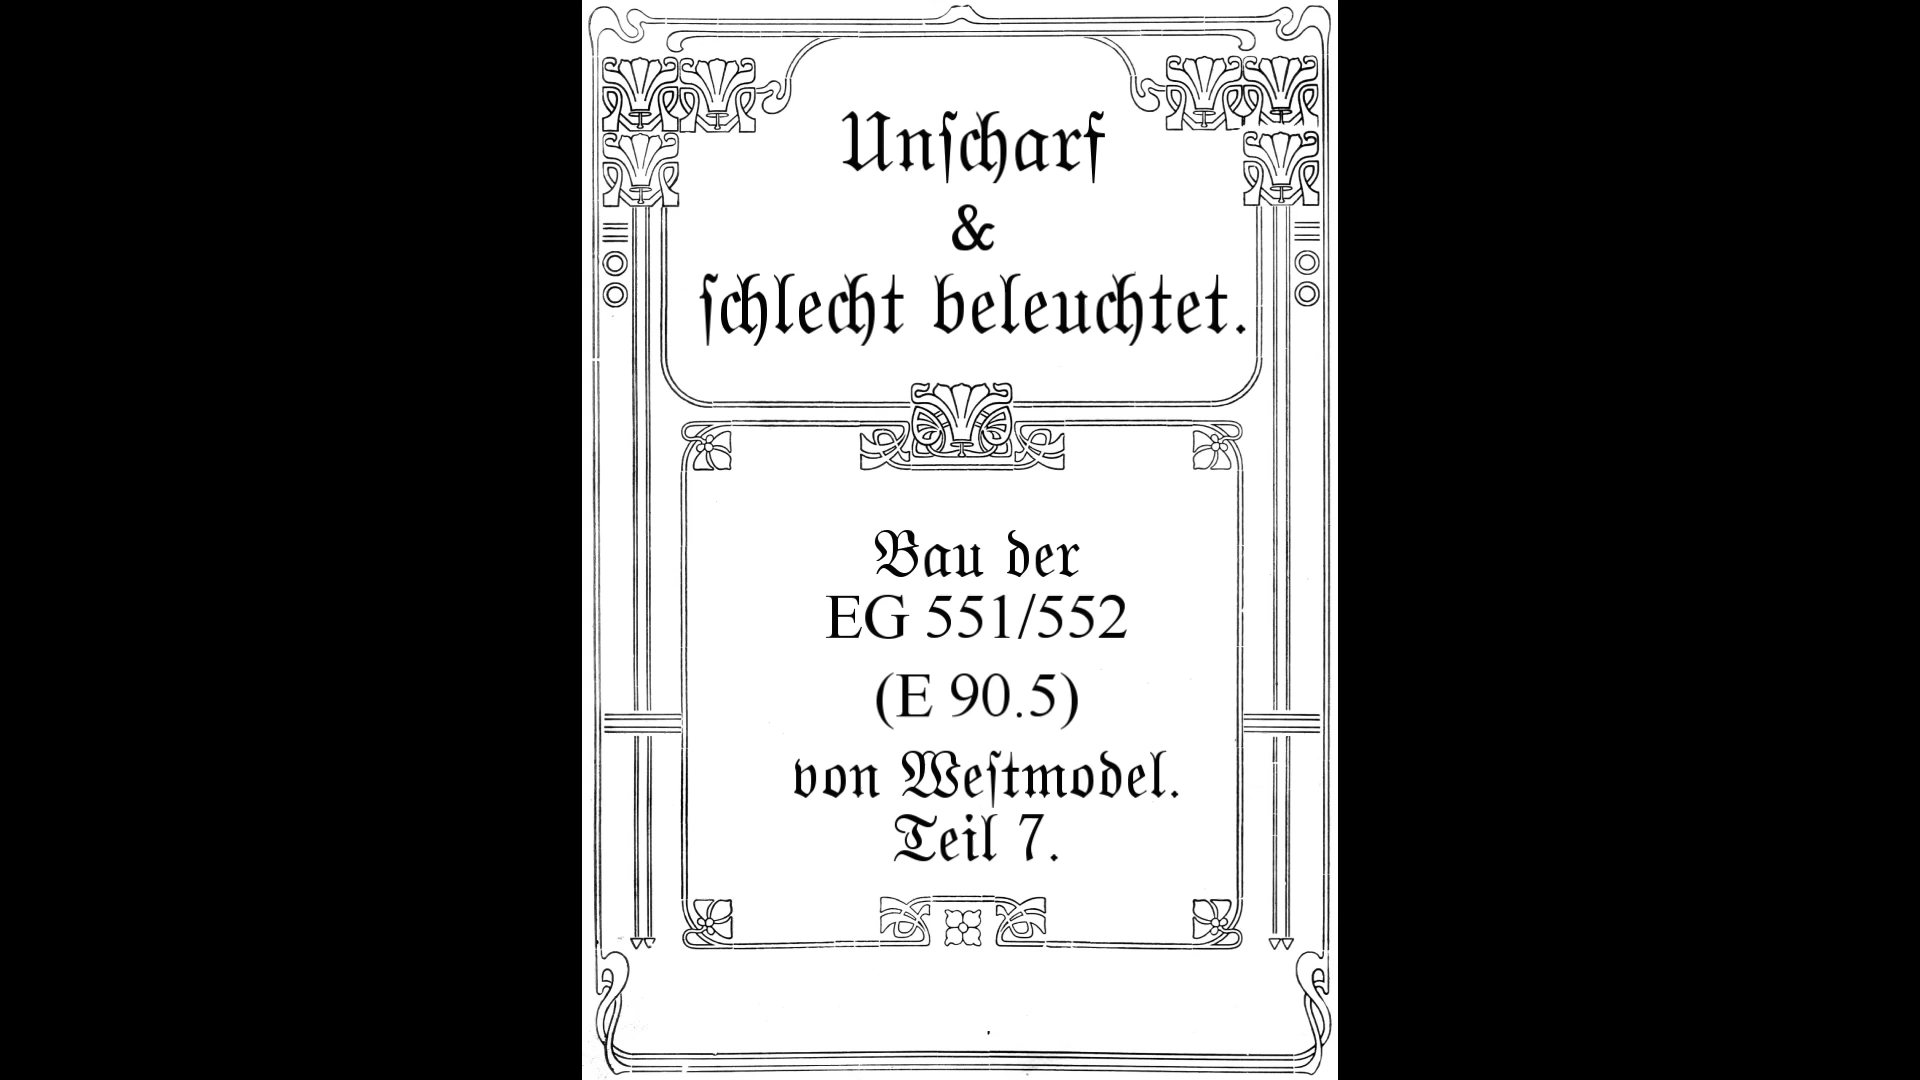 Unſcharf
&
ſchlecht beleuchtet.
Bau der
EG 551/552
(E 90.5)
von Weſtmodel.
Teil 7.